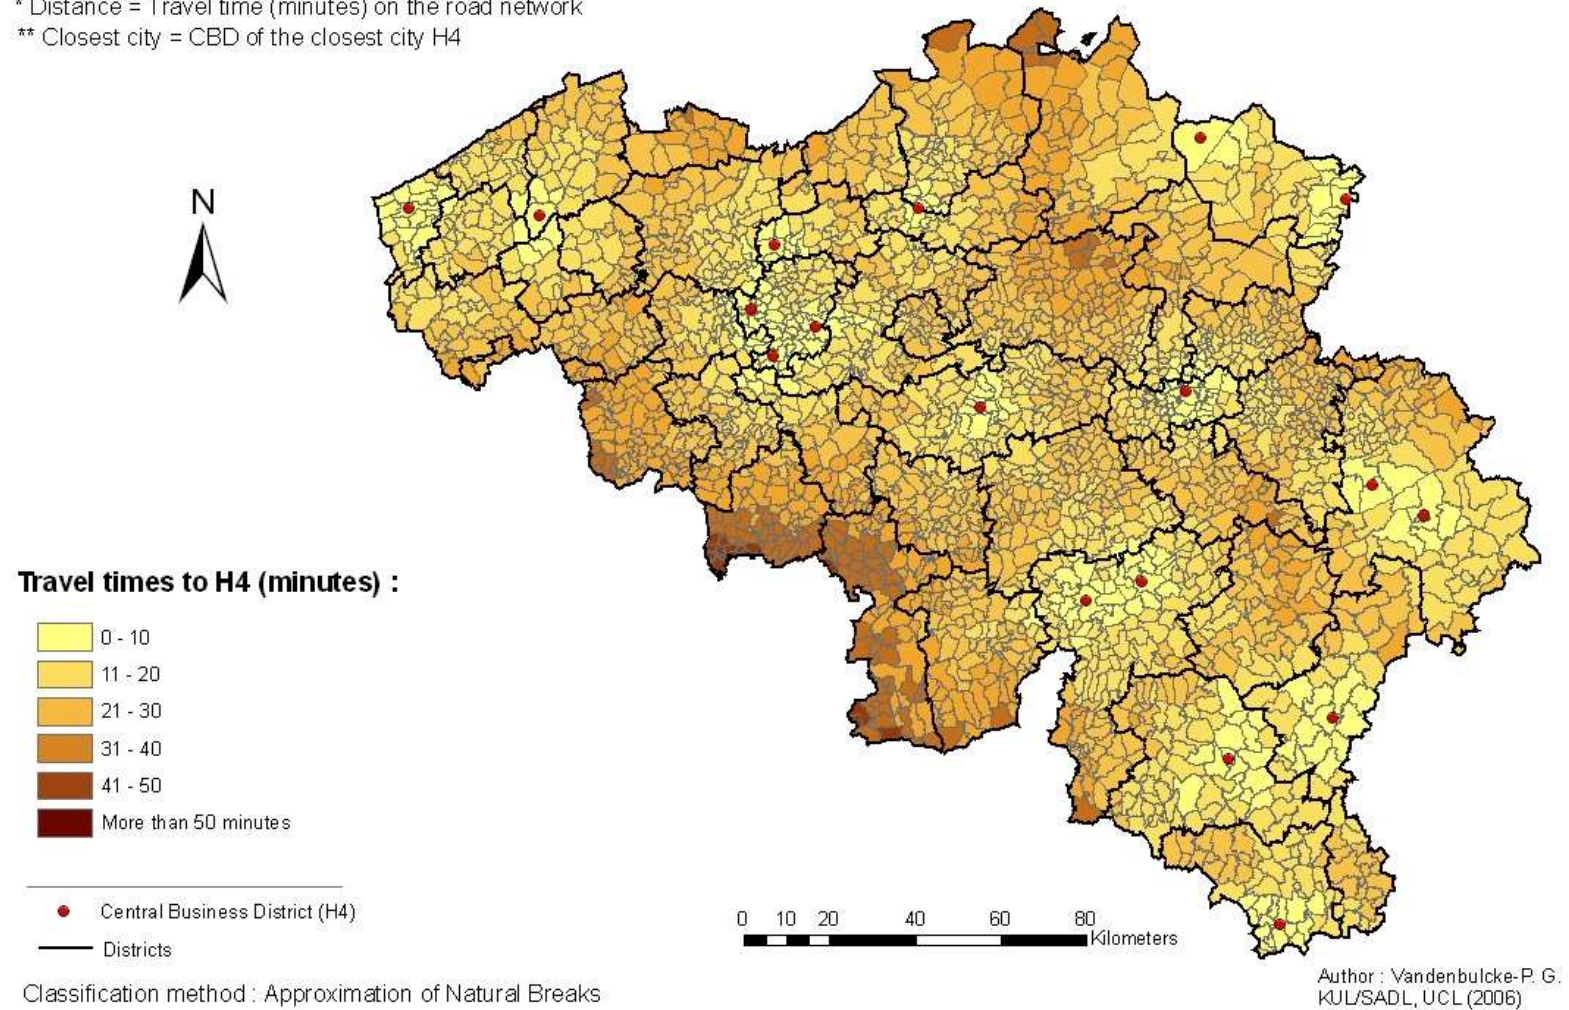 * Distance = Travel time (minutes) on the road network
** Closest city = CBD of the closest city H4
N
Travel times to H4 (minutes) :
0 - 10
11 - 20
21 - 30
31 - 40
41 - 50
More than 50 minutes
Central Business District (H4)
Districts
0 10 20 40 60 80
Kilometers
Classification method : Approximation of Natural Breaks
Author : Vandenbulcke-P. G.
KUL/SADL, UCL (2006)